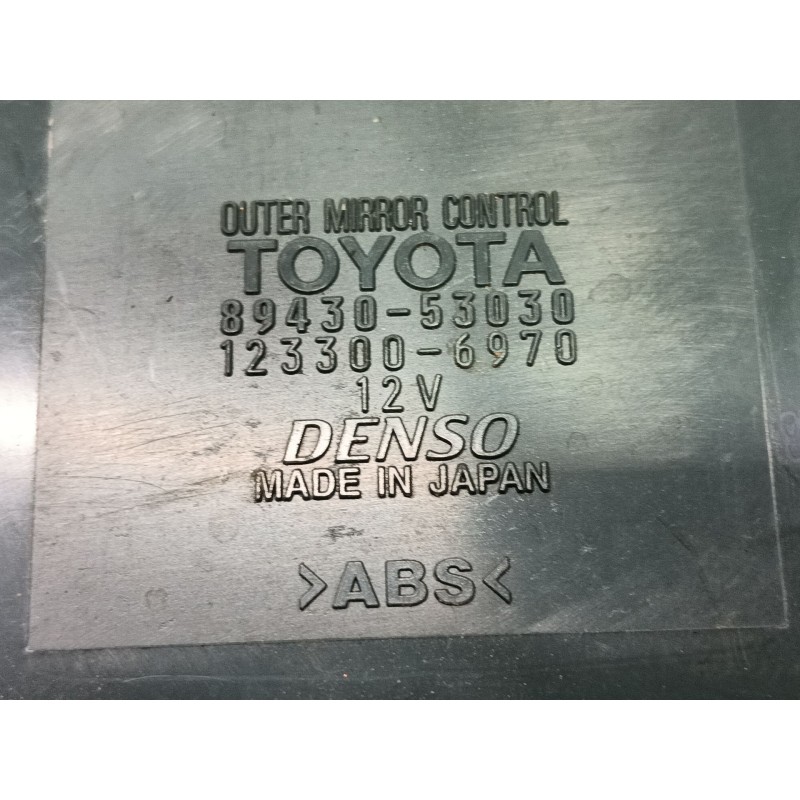 OUTER MIRROR CONTROL
TOYOTA
89430-53030
123300-6970
12V
DENSO
MADE IN JAPAN
>ABS<